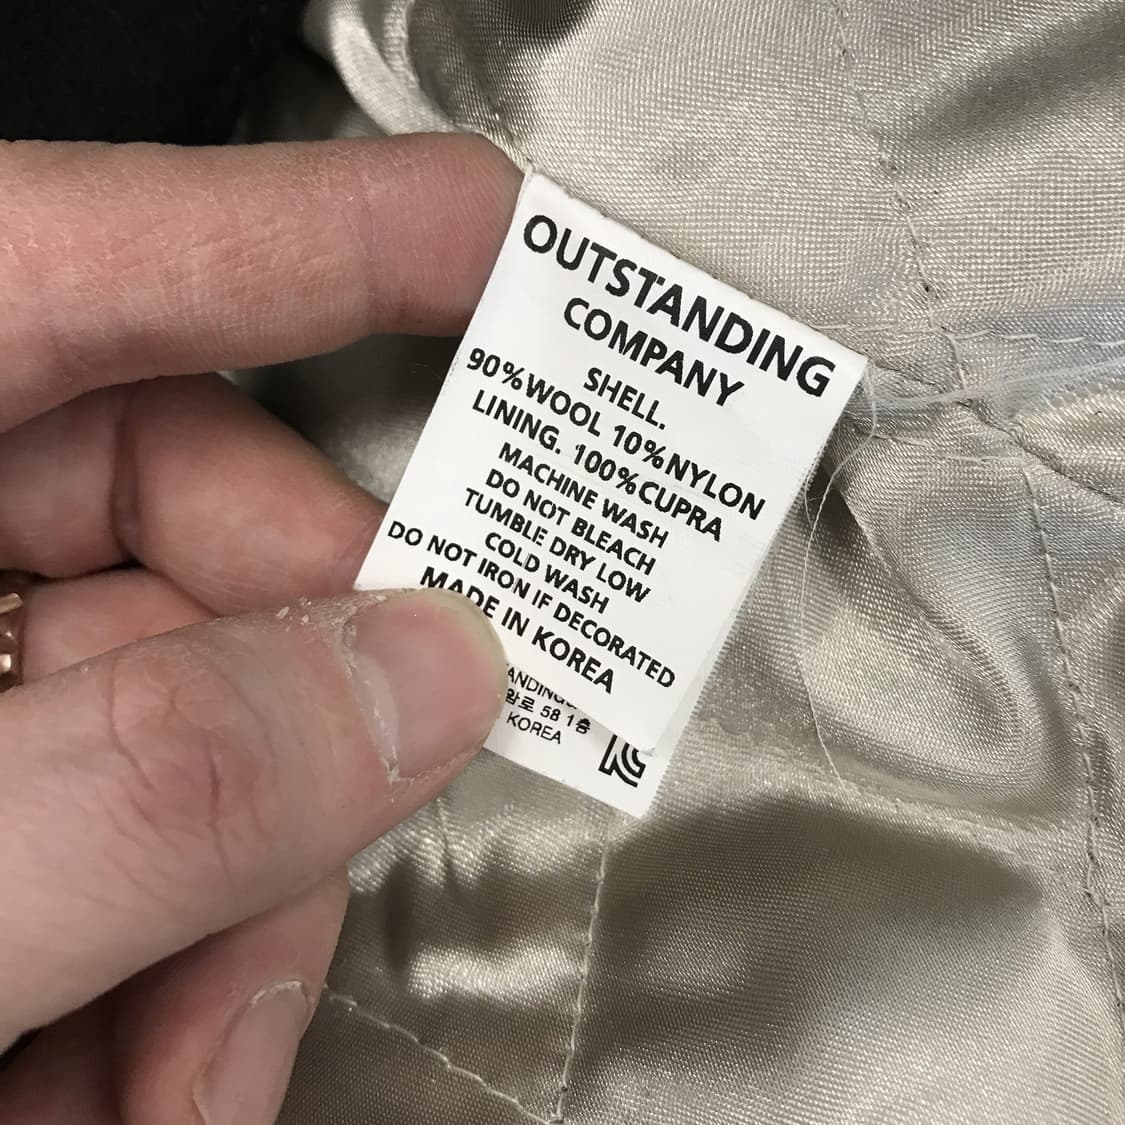 OUTSTANDING
COMPANY
SHELL.
90%WOOL 10%NYLON
LINING. 100%CUPRA
MACHINE WASH
DO NOT BLEACH
TUMBLE DRY LOW
COLD WASH
DO NOT IRON IF DECORATED
MADE IN KOREA
58 1층
KOREA